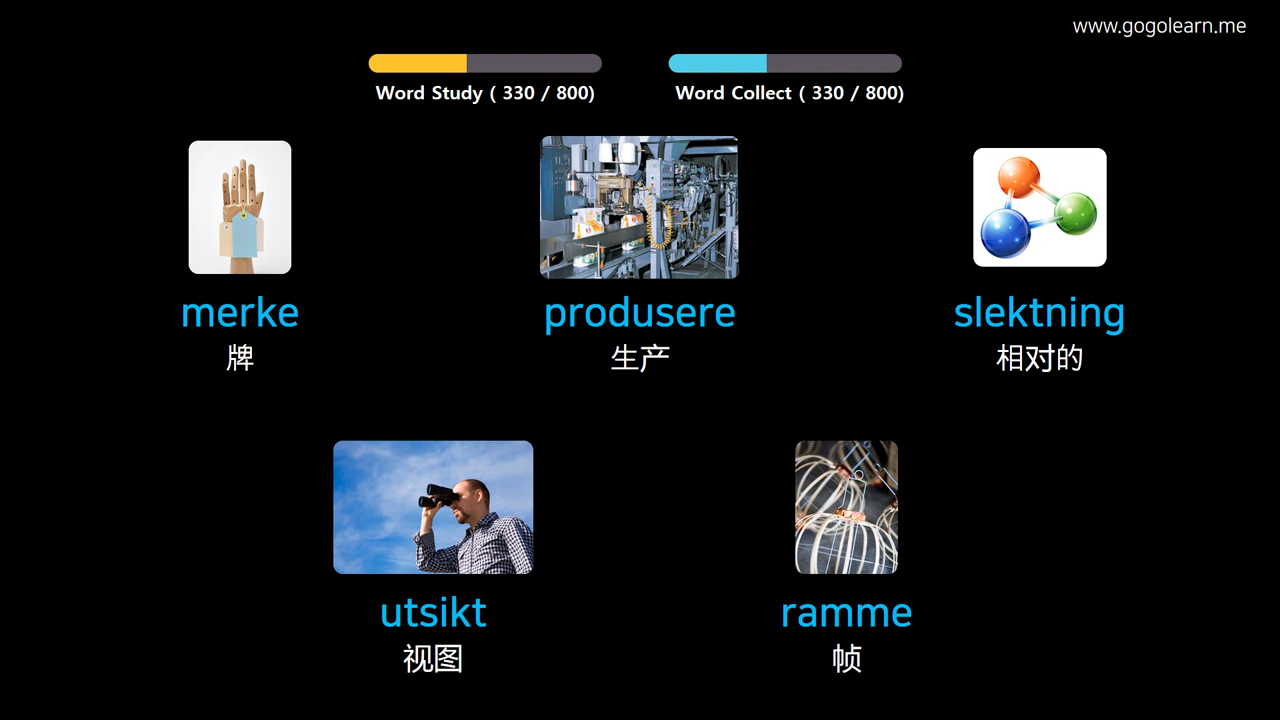 www.gogolearn.me
Word Study ( 330 / 800)
Word Collect ( 330 / 800)
merke
牌
produsere
生产
slektning
相对的
utsikt
视图
ramme
帧